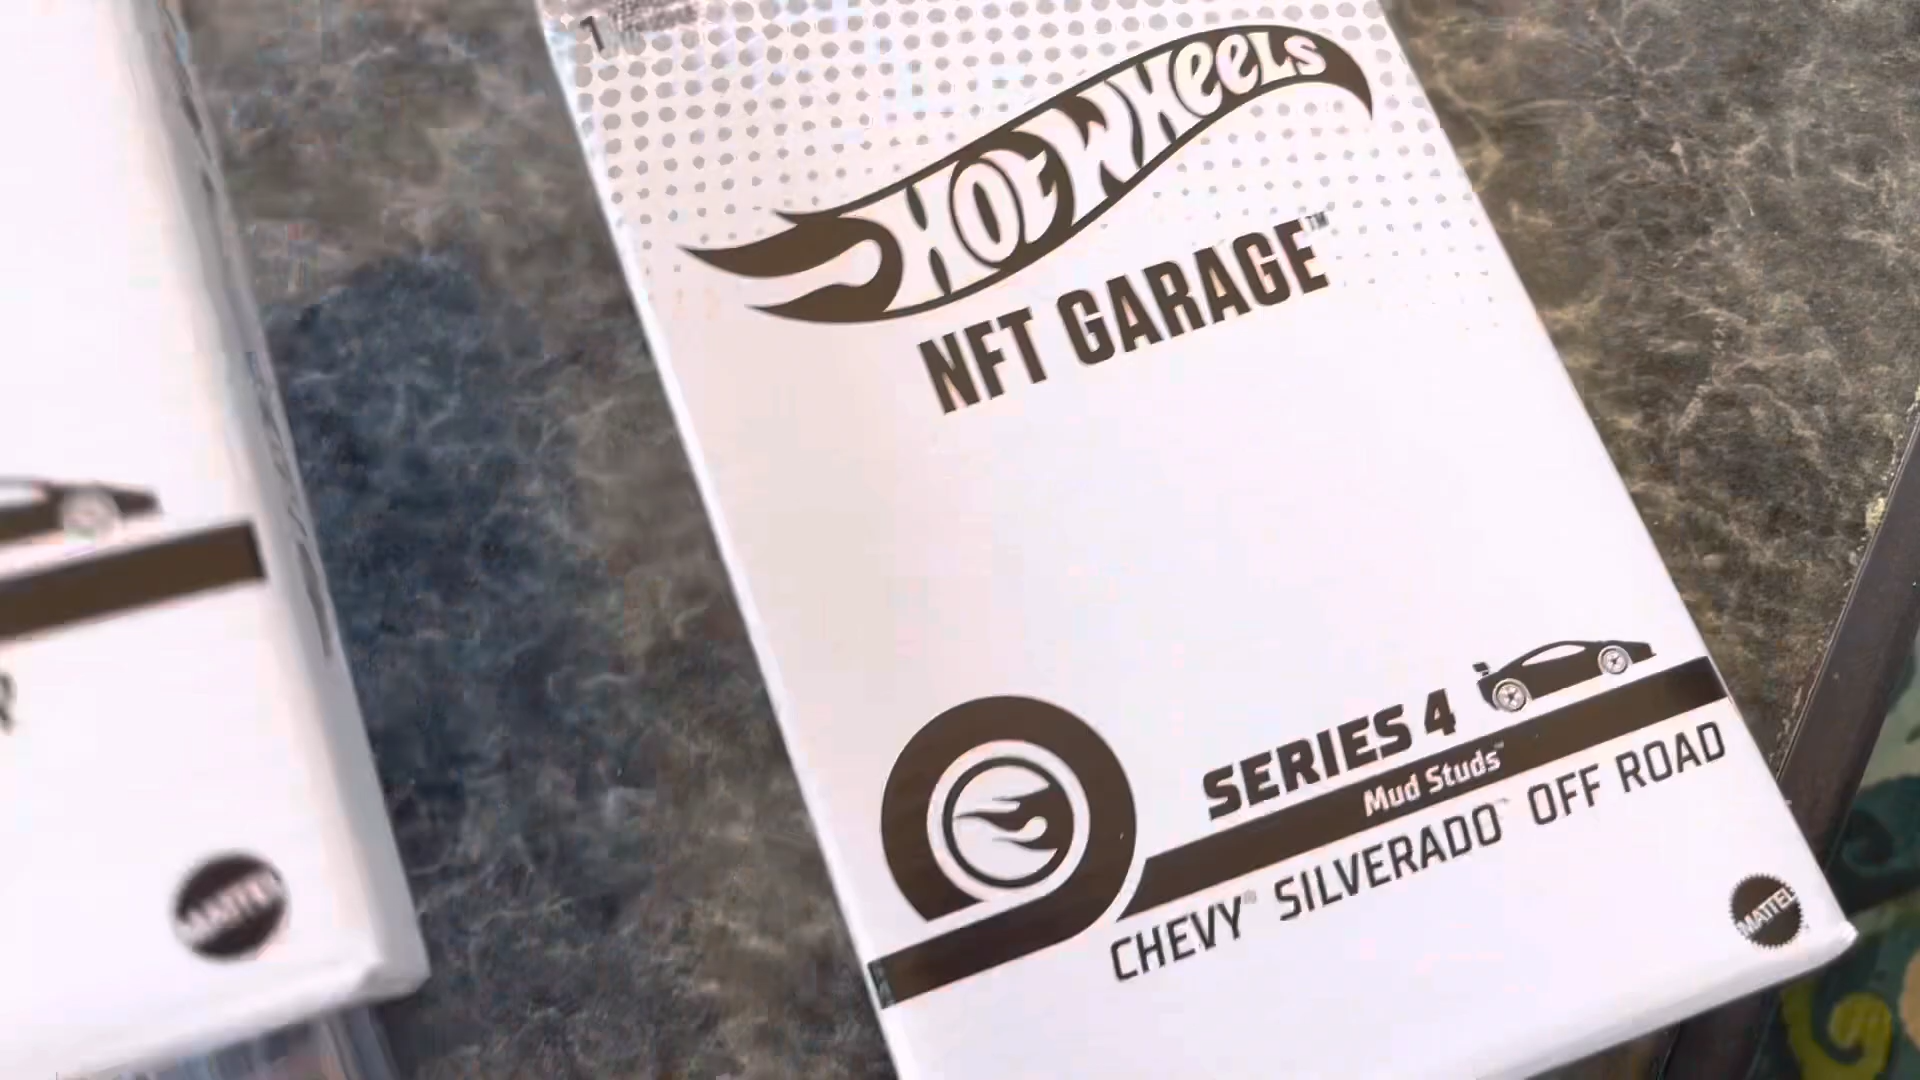 HOT WHEELS
NFT GARAGE™
SERIES 4
Mud Studs™
CHEVY® SILVERADO™ OFF ROAD
MATTEL
MATTEL